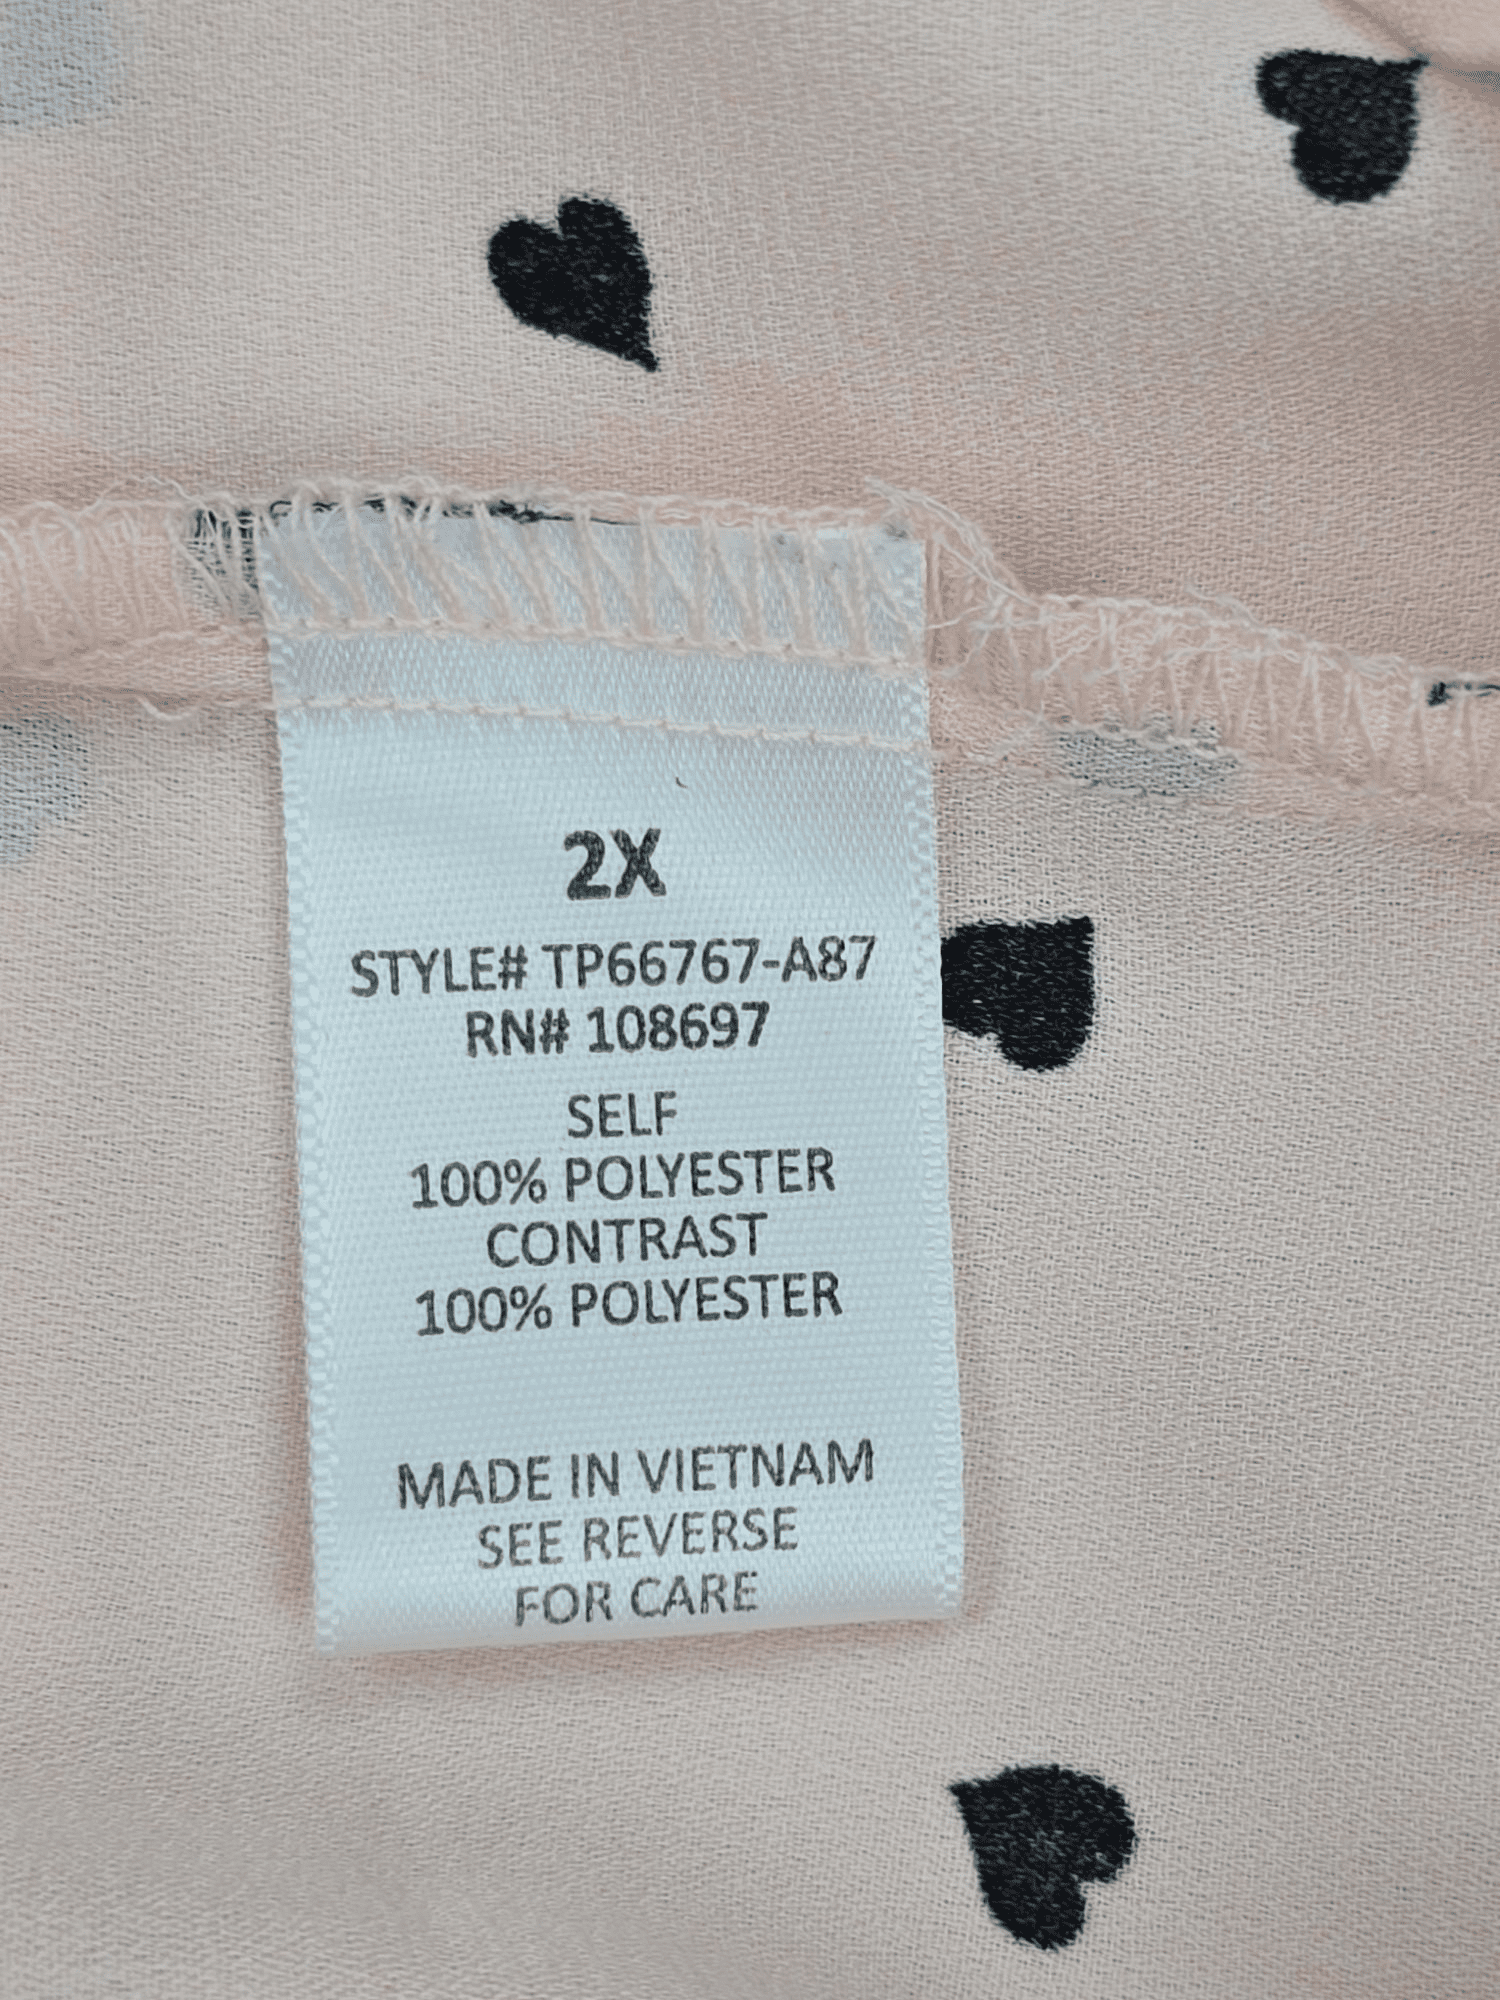 2X
STYLE# TP66767-A87
RN# 108697
SELF
100% POLYESTER
CONTRAST
100% POLYESTER
MADE IN VIETNAM
SEE REVERSE
FOR CARE